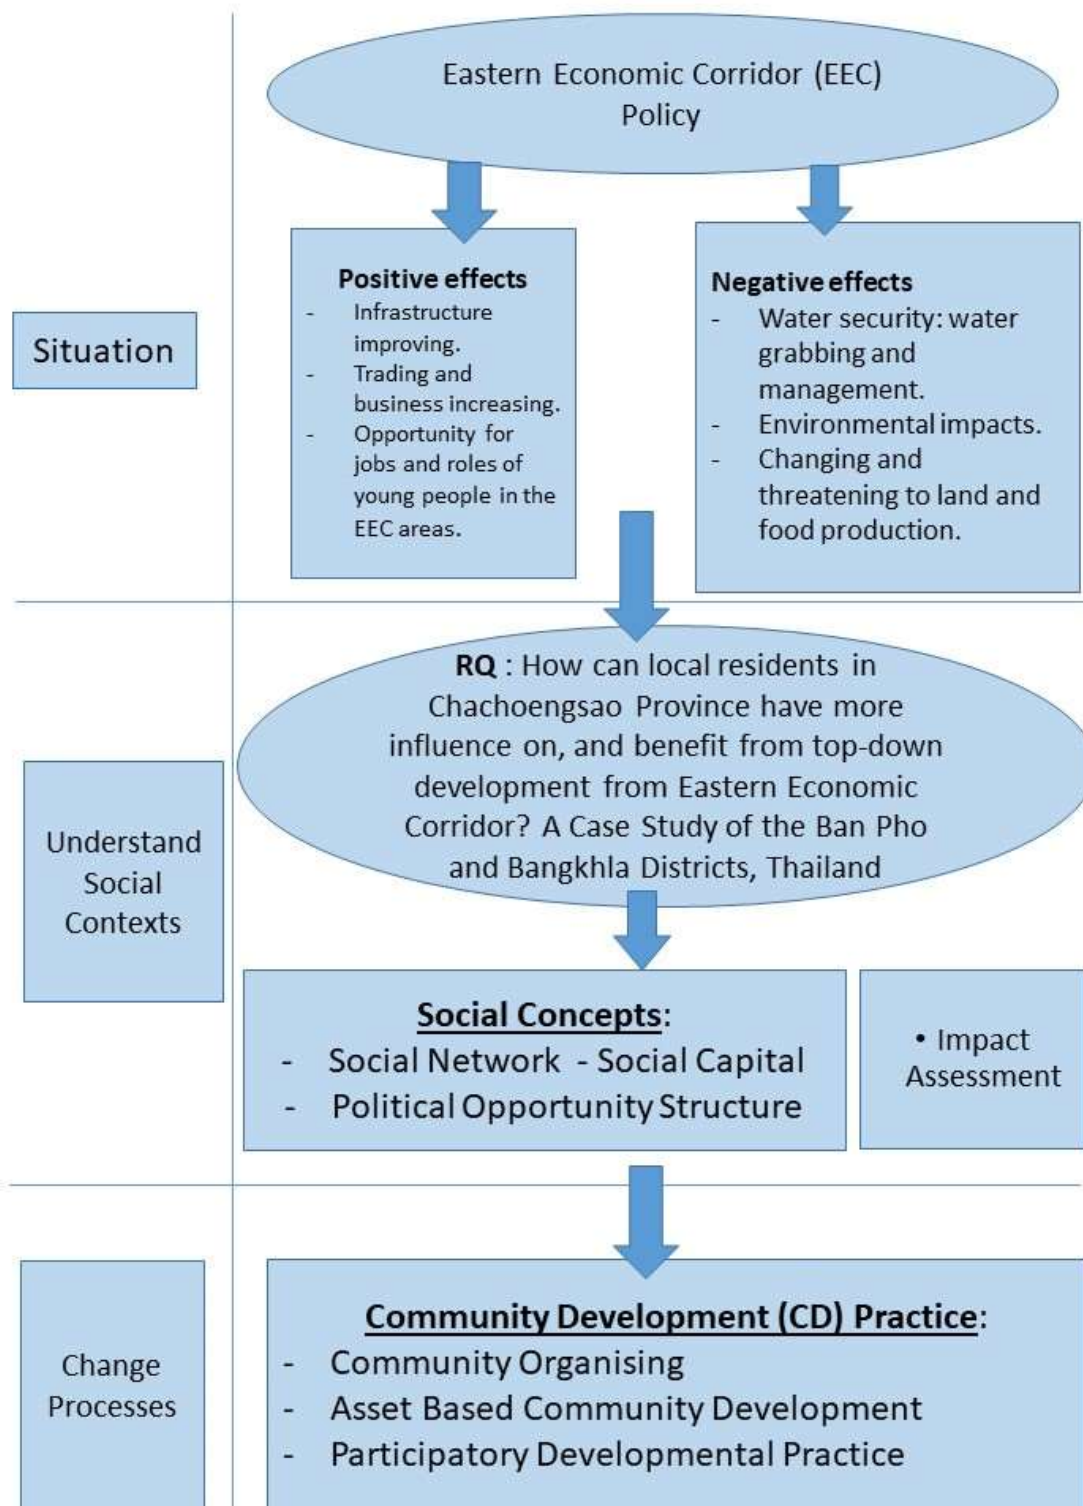 Eastern Economic Corridor (EEC)
Policy
Situation
Positive effects
- Infrastructure
improving.
- Trading and
business increasing.
- Opportunity for
jobs and roles of
young people in the
EEC areas.
Negative effects
- Water security: water
grabbing and
management.
- Environmental impacts.
- Changing and
threatening to land and
food production.
Understand
Social
Contexts
RQ : How can local residents in
Chachoengsao Province have more
influence on, and benefit from top-down
development from Eastern Economic
Corridor? A Case Study of the Ban Pho
and Bangkhla Districts, Thailand
Social Concepts:
- Social Network - Social Capital
- Political Opportunity Structure
• Impact
Assessment
Change
Processes
Community Development (CD) Practice:
- Community Organising
- Asset Based Community Development
- Participatory Developmental Practice